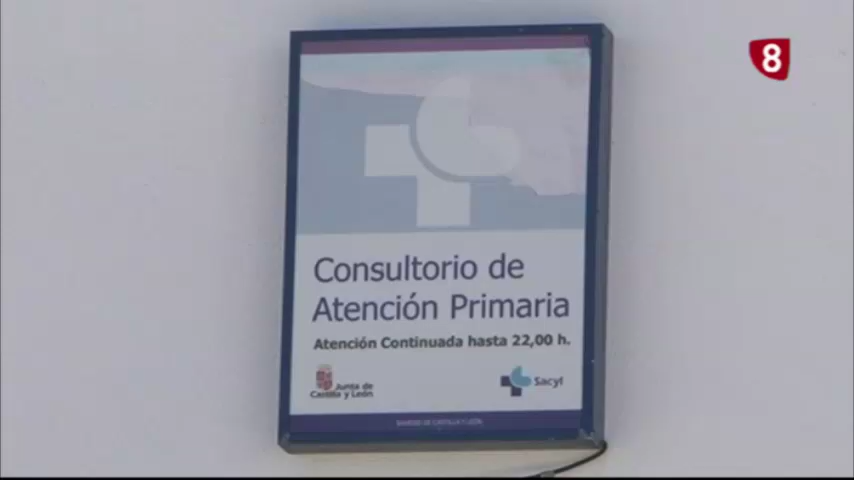 8
Consultorio de
Atención Primaria
Atención Continuada hasta 22,00 h.
Junta de
Castilla y León
Sacyl